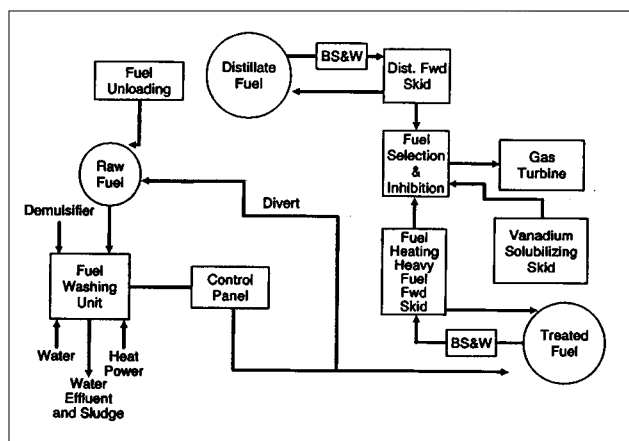 Fuel
Unloading
Distillate
Fuel
BS&W
Dist. Fwd
Skid
Raw
Fuel
Fuel
Selection
&
Inhibition
Gas
Turbine
Divert
Demulsifier
Fuel
Washing
Unit
Control
Panel
Fuel
Heating
Heavy
Fuel
Fwd
Skid
Vanadium
Solubilizing
Skid
BS&W
Treated
Fuel
Water
Heat
Power
Water
Effluent
and Sludge